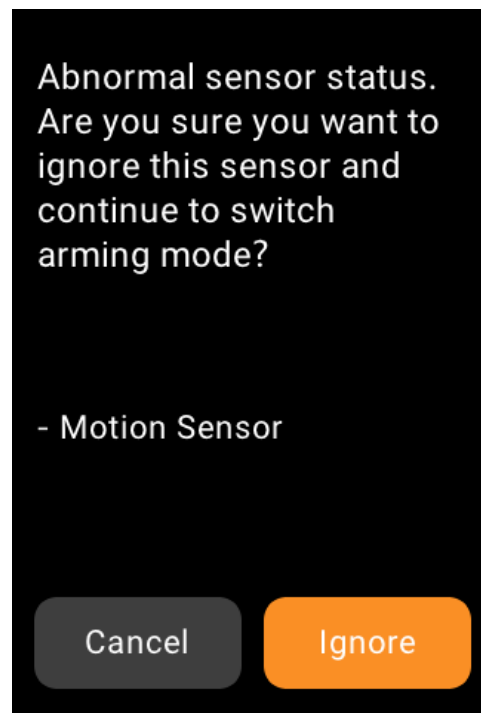 Abnormal sensor status.
Are you sure you want to
ignore this sensor and
continue to switch
arming mode?
- Motion Sensor
Cancel Ignore